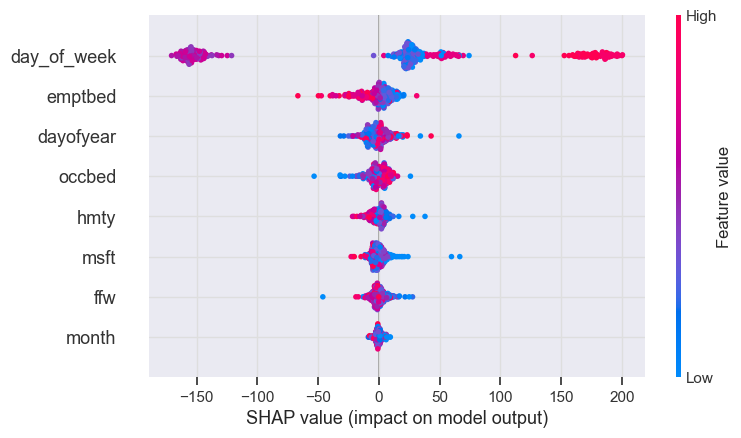 High
day_of_week
emptbed
dayofyear
occbed
hmty
msft
ffw
month
Feature value
Low
−150 −100 −50 0 50 100 150 200
SHAP value (impact on model output)